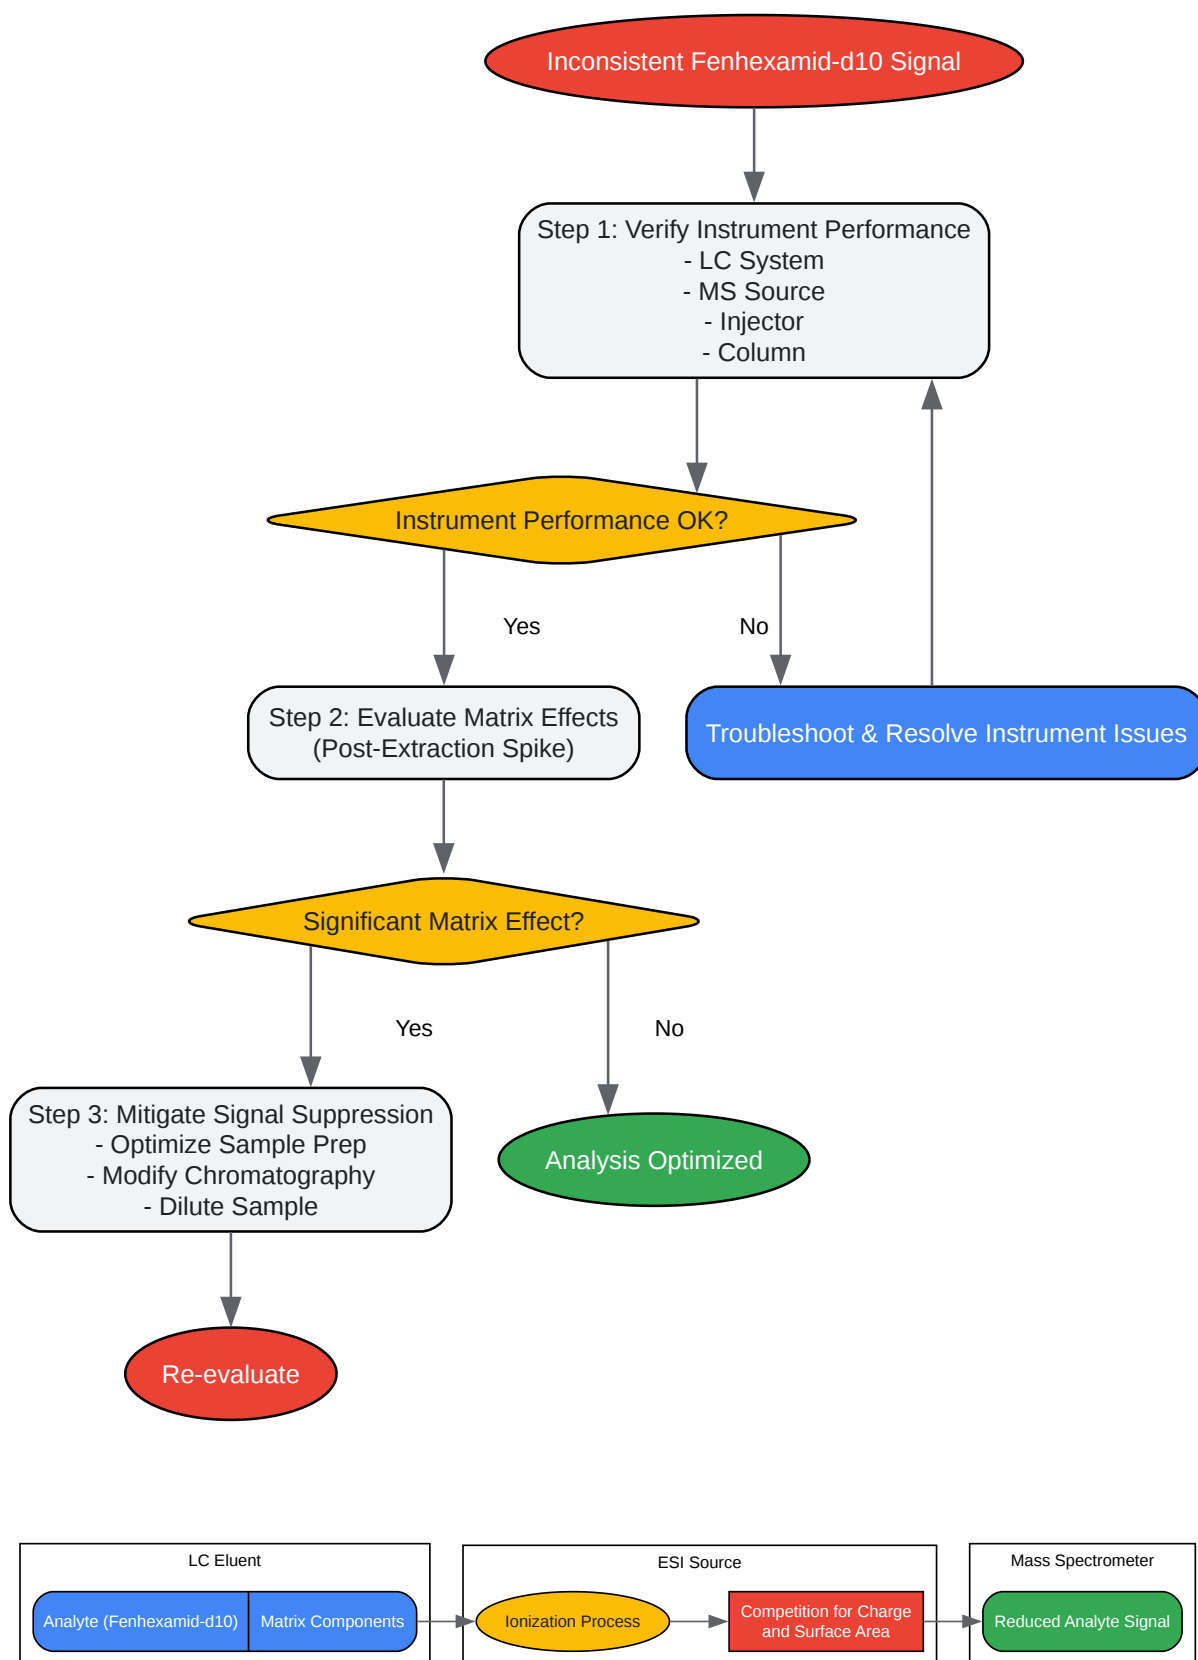 Inconsistent Fenhexamid-d10 Signal
Step 1: Verify Instrument Performance
- LC System
- MS Source
- Injector
- Column
Instrument Performance OK?
Yes
No
Step 2: Evaluate Matrix Effects
(Post-Extraction Spike)
Troubleshoot & Resolve Instrument Issues
Significant Matrix Effect?
Yes
No
Step 3: Mitigate Signal Suppression
- Optimize Sample Prep
- Modify Chromatography
- Dilute Sample
Analysis Optimized
Re-evaluate
LC Eluent
Analyte (Fenhexamid-d10)
Matrix Components
ESI Source
Ionization Process
Competition for Charge
and Surface Area
Mass Spectrometer
Reduced Analyte Signal